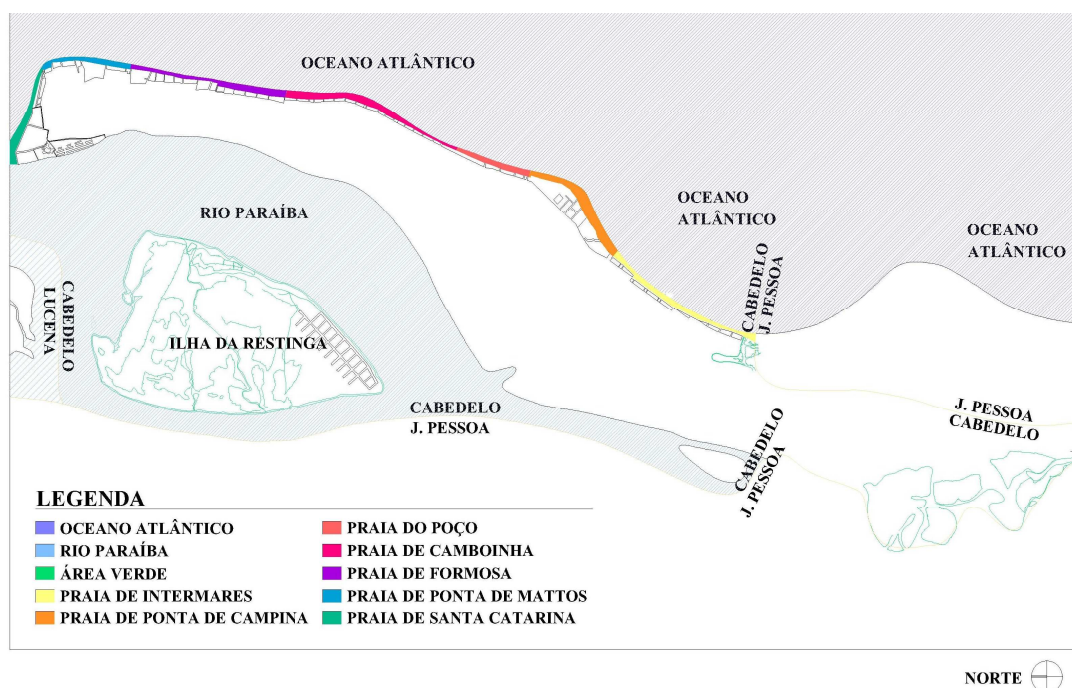 OCEANO ATLÂNTICO
OCEANO
ATLÂNTICO
OCEANO
ATLÂNTICO
RIO PARAÍBA
CABEDELO
J. PESSOA
CABEDELO
LUCENA
ILHA DA RESTINGA
CABEDELO
J. PESSOA
J. PESSOA
CABEDELO
CABEDELO
J. PESSOA
LEGENDA
OCEANO ATLÂNTICO
RIO PARAÍBA
ÁREA VERDE
PRAIA DE INTERMARES
PRAIA DE PONTA DE CAMPINA
PRAIA DO POÇO
PRAIA DE CAMBOINHA
PRAIA DE FORMOSA
PRAIA DE PONTA DE MATTOS
PRAIA DE SANTA CATARINA
NORTE